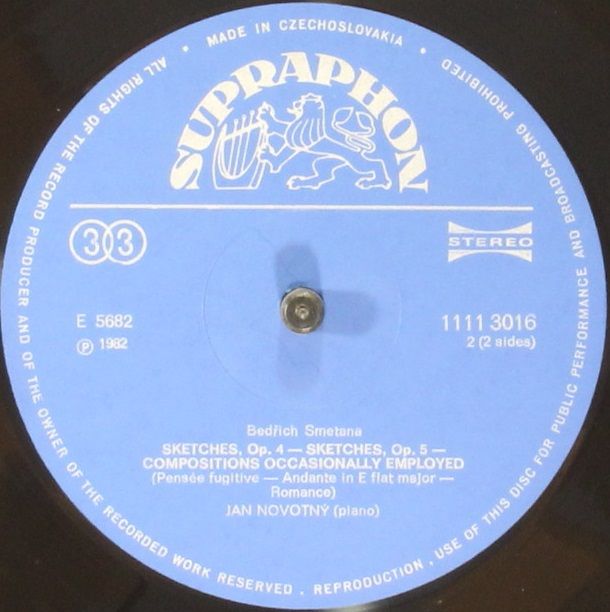 ALL RIGHTS OF THE RECORD PRODUCER AND OF THE OWNER OF THE RECORDED WORK RESERVED . REPRODUCTION , USE OF THIS DISC FOR PUBLIC PERFORMANCE AND BROADCASTING PROHIBITED
• MADE IN CZECHOSLOVAKIA •
SUPRAPHON
33
STEREO
E 5682
1111 3016
Ⓟ 1982
2 (2 sides)
Bedřich Smetana
SKETCHES, Op. 4 — SKETCHES, Op. 5 —
COMPOSITIONS OCCASIONALLY EMPLOYED
(Pensée fugitive — Andante in E flat major —
Romance)
JAN NOVOTNÝ (piano)